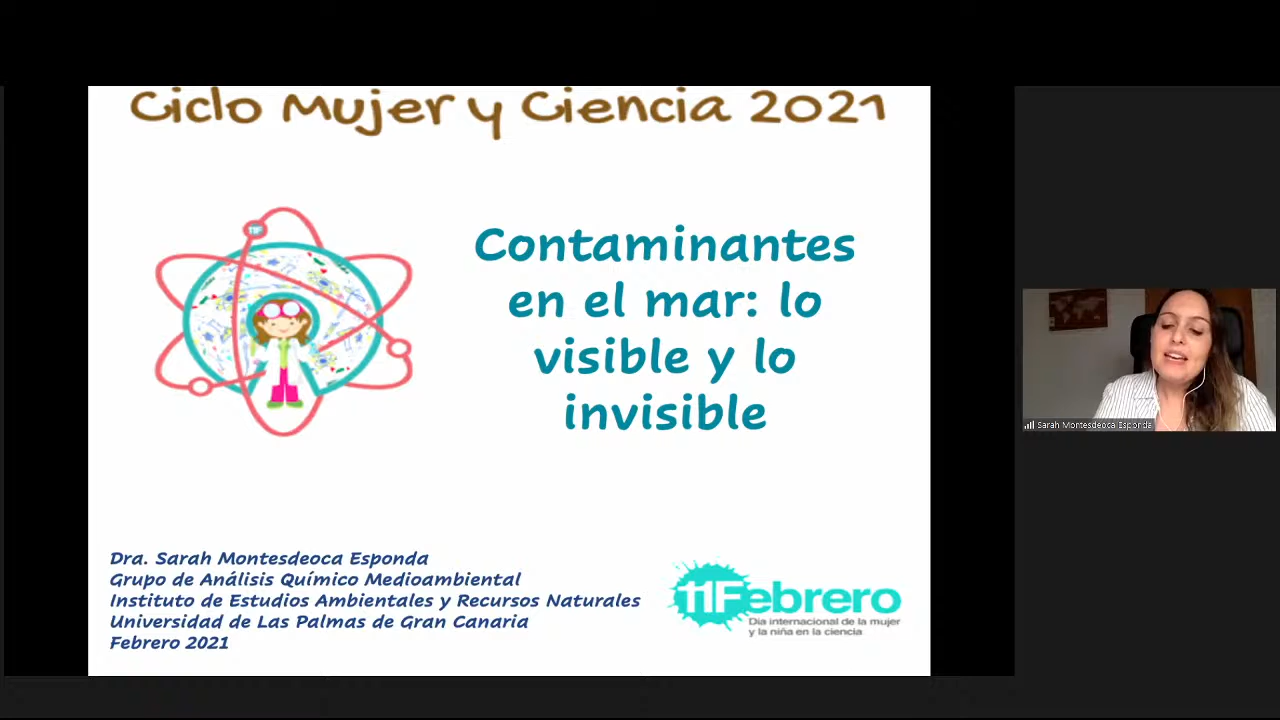 Ciclo Mujer y Ciencia 2021
11F
Contaminantes
en el mar: lo
visible y lo
invisible
Sarah Montesdeoca Esponda
Dra. Sarah Montesdeoca Esponda
Grupo de Análisis Químico Medioambiental
Instituto de Estudios Ambientales y Recursos Naturales
Universidad de Las Palmas de Gran Canaria
Febrero 2021
11Febrero
Dia internacional de la mujer
y la niña en la ciencia